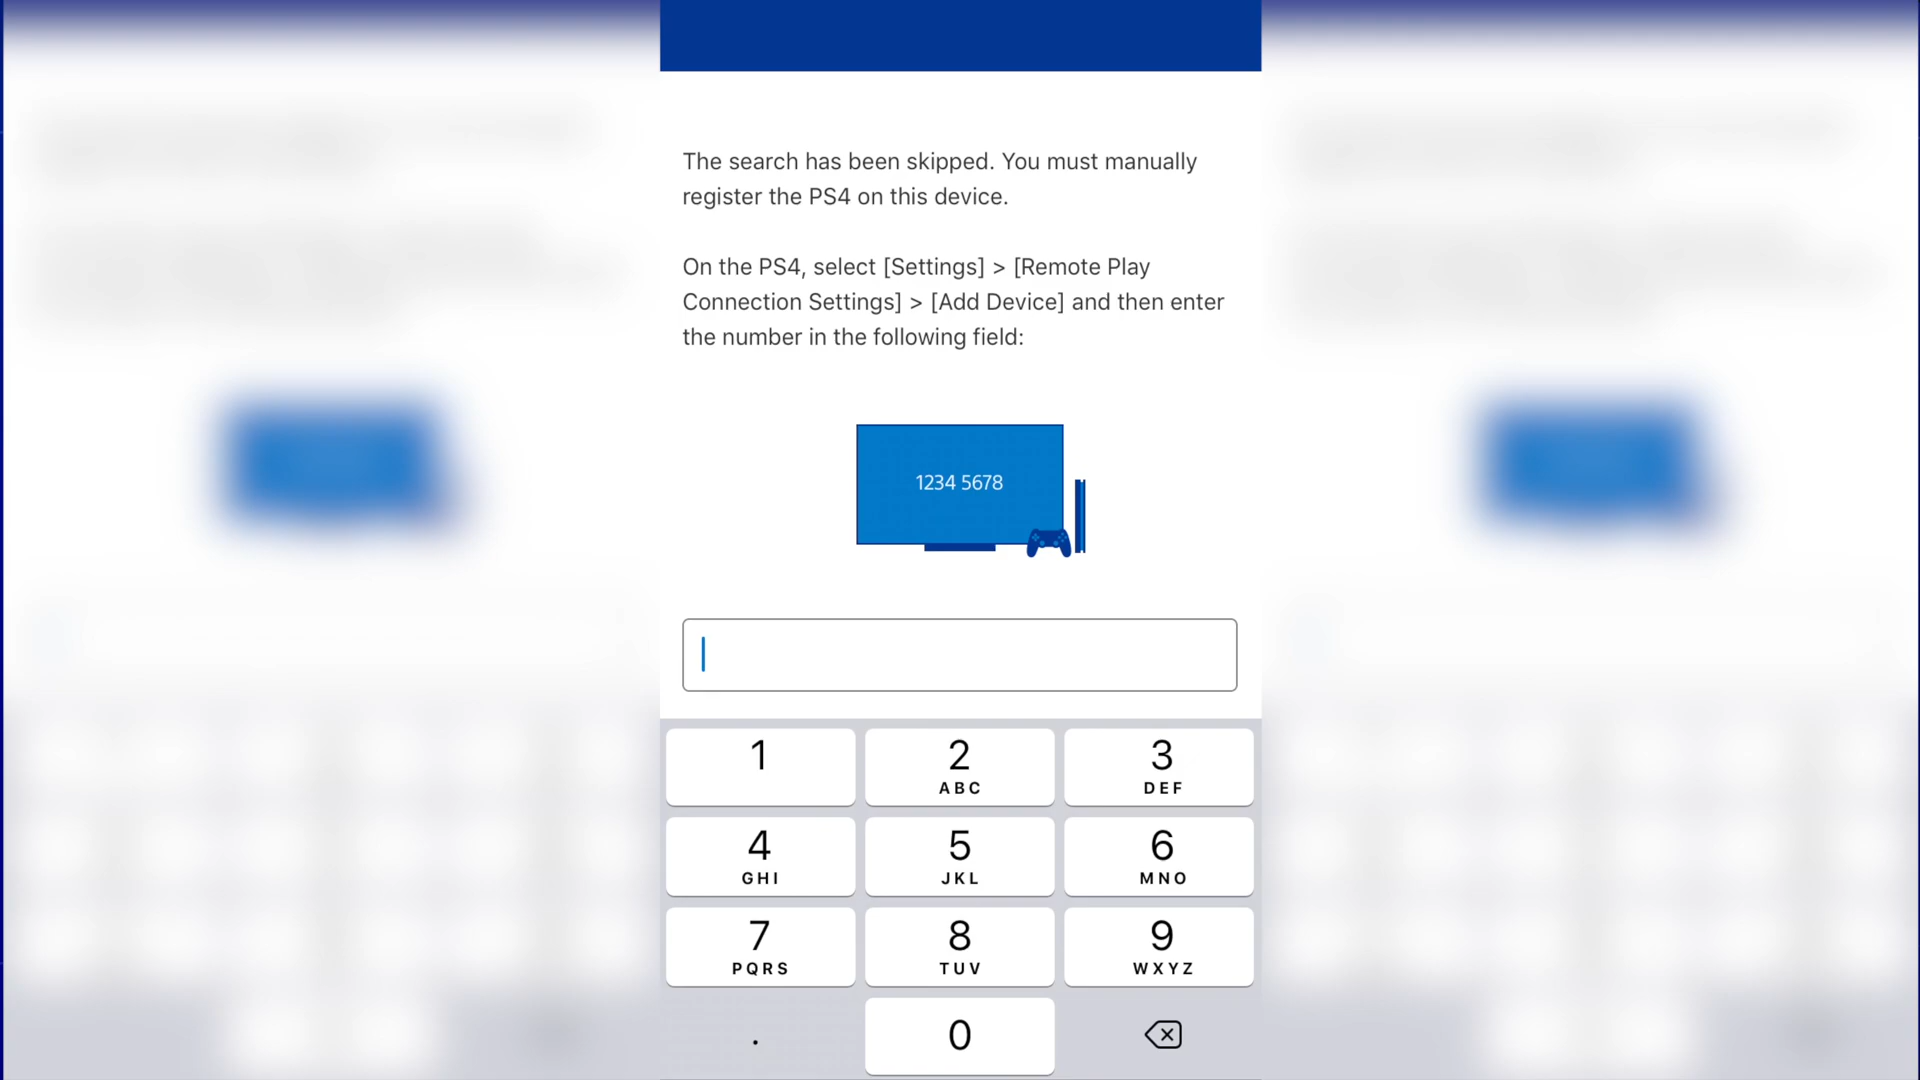 The search has been skipped. You must manually
register the PS4 on this device.
On the PS4, select [Settings] > [Remote Play
Connection Settings] > [Add Device] and then enter
the number in the following field:
1234 5678
1
2
3
ABC
DEF
4
5
6
GHI
JKL
MNO
7
8
9
PQRS
TUV
WXYZ
.
0